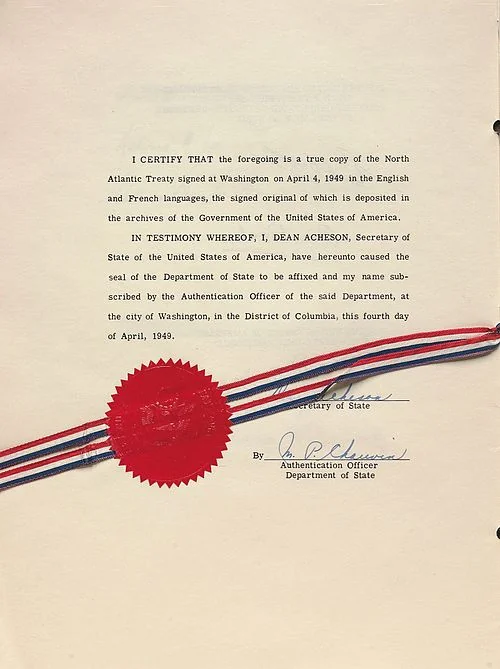 I CERTIFY THAT the foregoing is a true copy of the North
Atlantic Treaty signed at Washington on April 4, 1949 in the English
and French languages, the signed original of which is deposited in
the archives of the Government of the United States of America.
IN TESTIMONY WHEREOF, I, DEAN ACHESON, Secretary of
State of the United States of America, have hereunto caused the
seal of the Department of State to be affixed and my name sub-
scribed by the Authentication Officer of the said Department, at
the city of Washington, in the District of Columbia, this fourth day
of April, 1949.
Acheson
Secretary of State
By M. P. Chauvin
Authentication Officer
Department of State